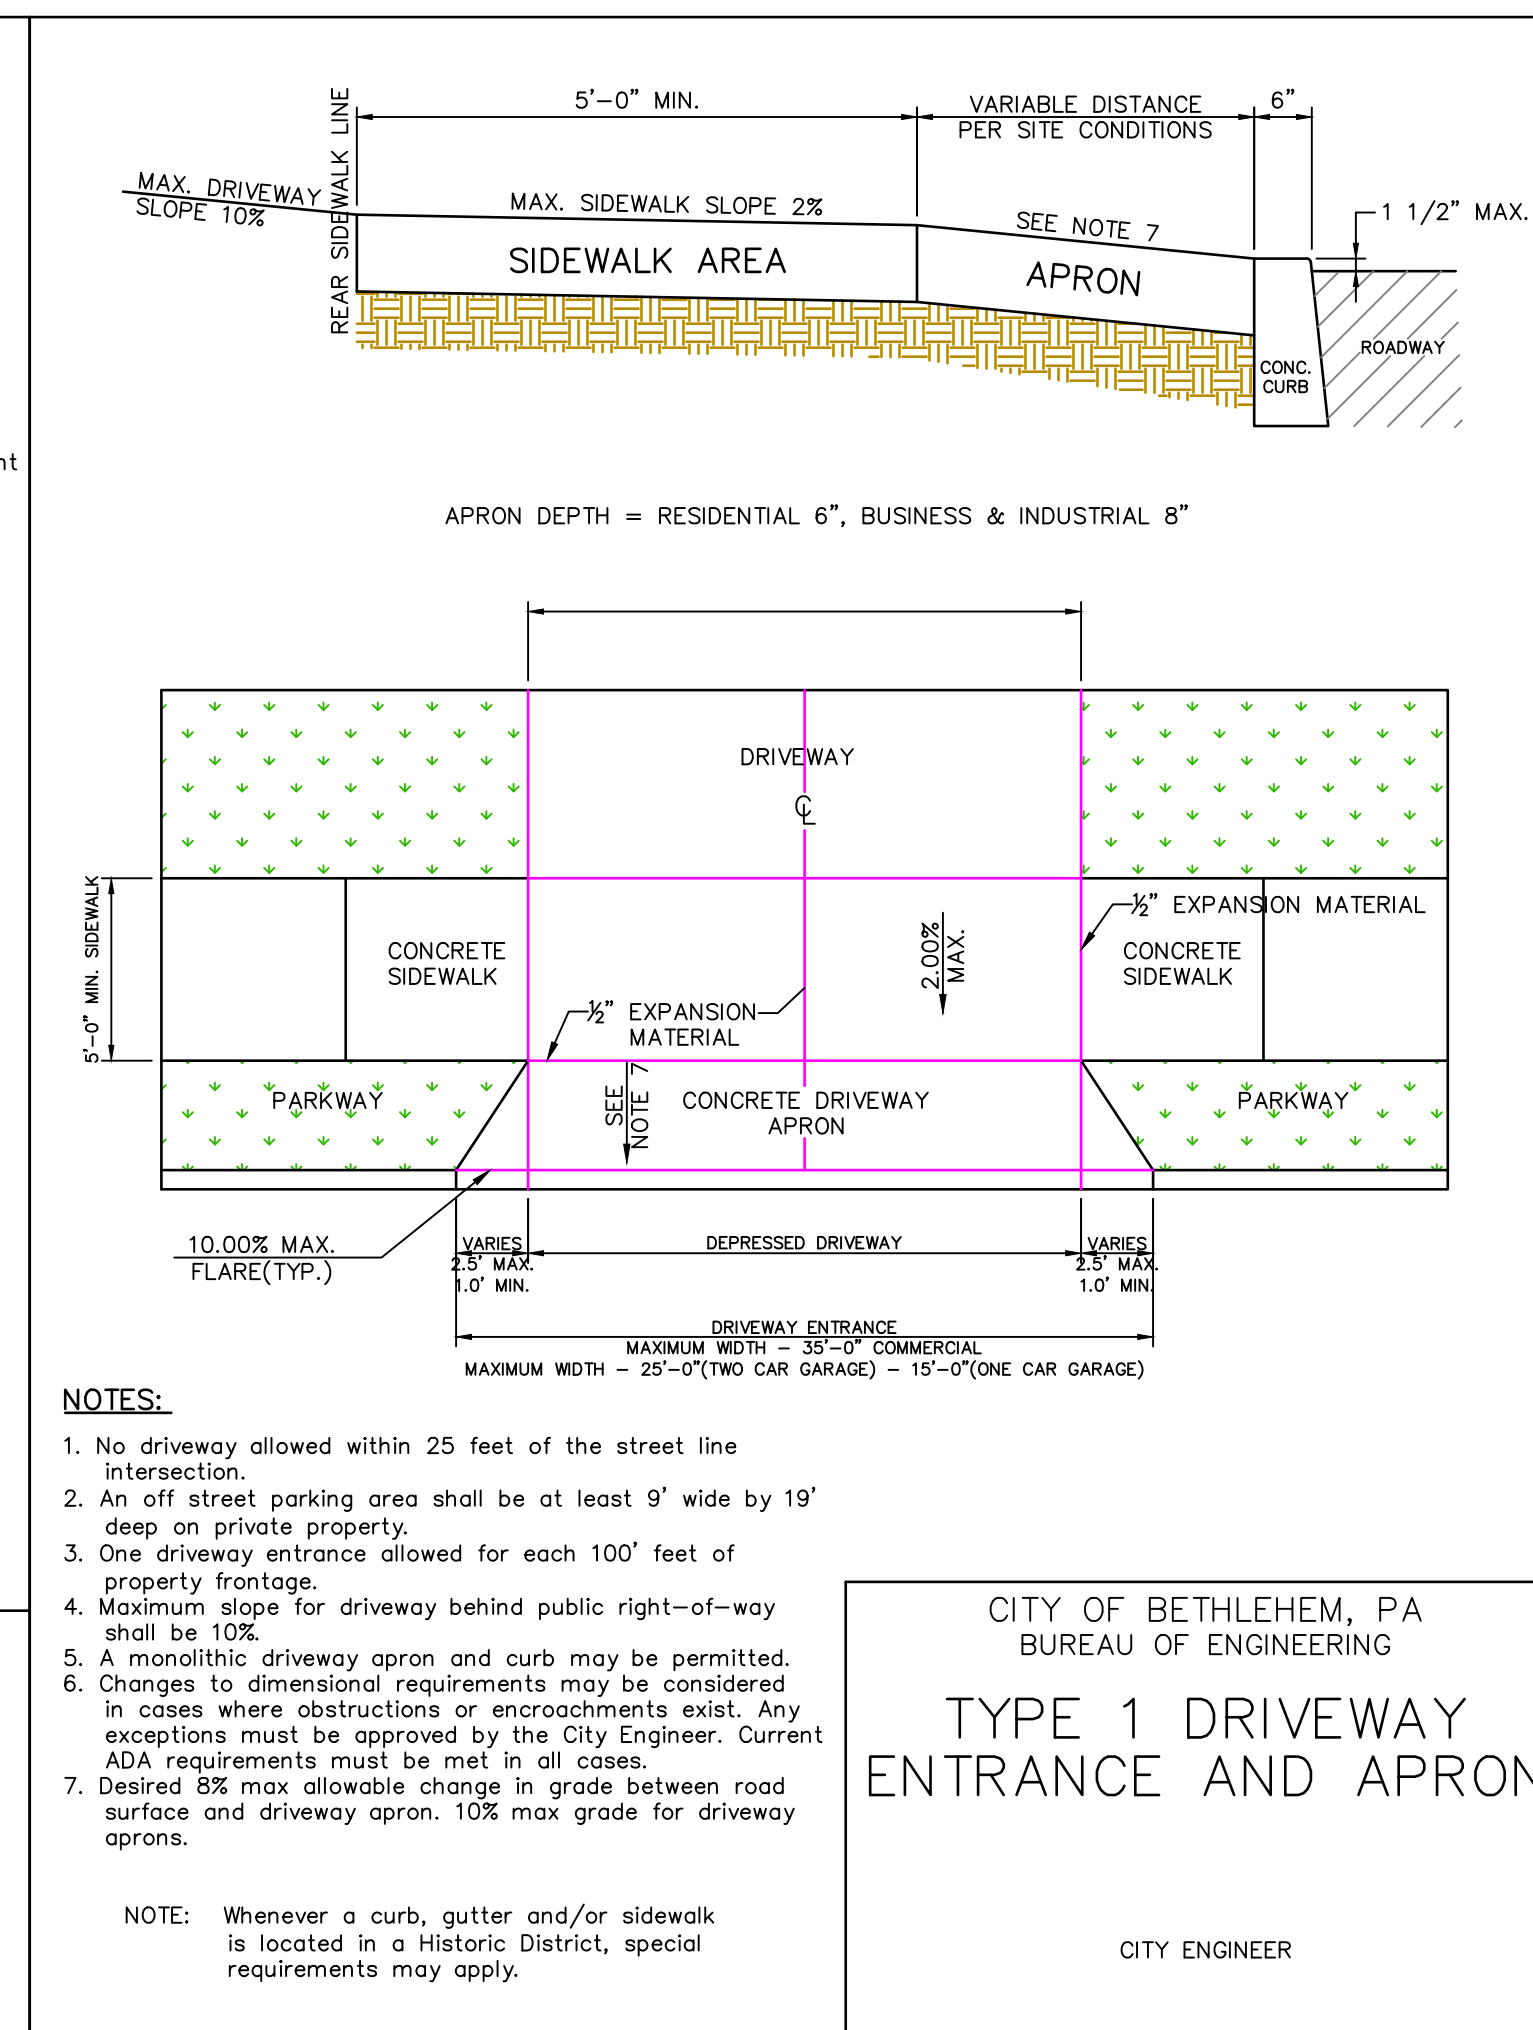 5'-0" MIN.
VARIABLE DISTANCE
PER SITE CONDITIONS
6"
REAR SIDEWALK LINE
MAX. DRIVEWAY
SLOPE 10%
MAX. SIDEWALK SLOPE 2%
SEE NOTE 7
1 1/2" MAX.
SIDEWALK AREA
APRON
ROADWAY
CONC.
CURB
nt
APRON DEPTH = RESIDENTIAL 6", BUSINESS & INDUSTRIAL 8"
DRIVEWAY
℄
5'-0" MIN. SIDEWALK
½" EXPANSION MATERIAL
CONCRETE
SIDEWALK
2.00%
MAX.
CONCRETE
SIDEWALK
½" EXPANSION
MATERIAL
PARKWAY
SEE
NOTE 7
CONCRETE DRIVEWAY
APRON
PARKWAY
10.00% MAX.
FLARE(TYP.)
VARIES
2.5' MAX.
1.0' MIN.
DEPRESSED DRIVEWAY
VARIES
2.5' MAX.
1.0' MIN.
DRIVEWAY ENTRANCE
MAXIMUM WIDTH – 35'-0" COMMERCIAL
MAXIMUM WIDTH – 25'-0"(TWO CAR GARAGE) – 15'-0"(ONE CAR GARAGE)
NOTES:
1. No driveway allowed within 25 feet of the street line
intersection.
2. An off street parking area shall be at least 9' wide by 19'
deep on private property.
3. One driveway entrance allowed for each 100' feet of
property frontage.
4. Maximum slope for driveway behind public right-of-way
shall be 10%.
5. A monolithic driveway apron and curb may be permitted.
6. Changes to dimensional requirements may be considered
in cases where obstructions or encroachments exist. Any
exceptions must be approved by the City Engineer. Current
ADA requirements must be met in all cases.
7. Desired 8% max allowable change in grade between road
surface and driveway apron. 10% max grade for driveway
aprons.
NOTE: Whenever a curb, gutter and/or sidewalk
is located in a Historic District, special
requirements may apply.
CITY OF BETHLEHEM, PA
BUREAU OF ENGINEERING
TYPE 1 DRIVEWAY
ENTRANCE AND APRON
CITY ENGINEER